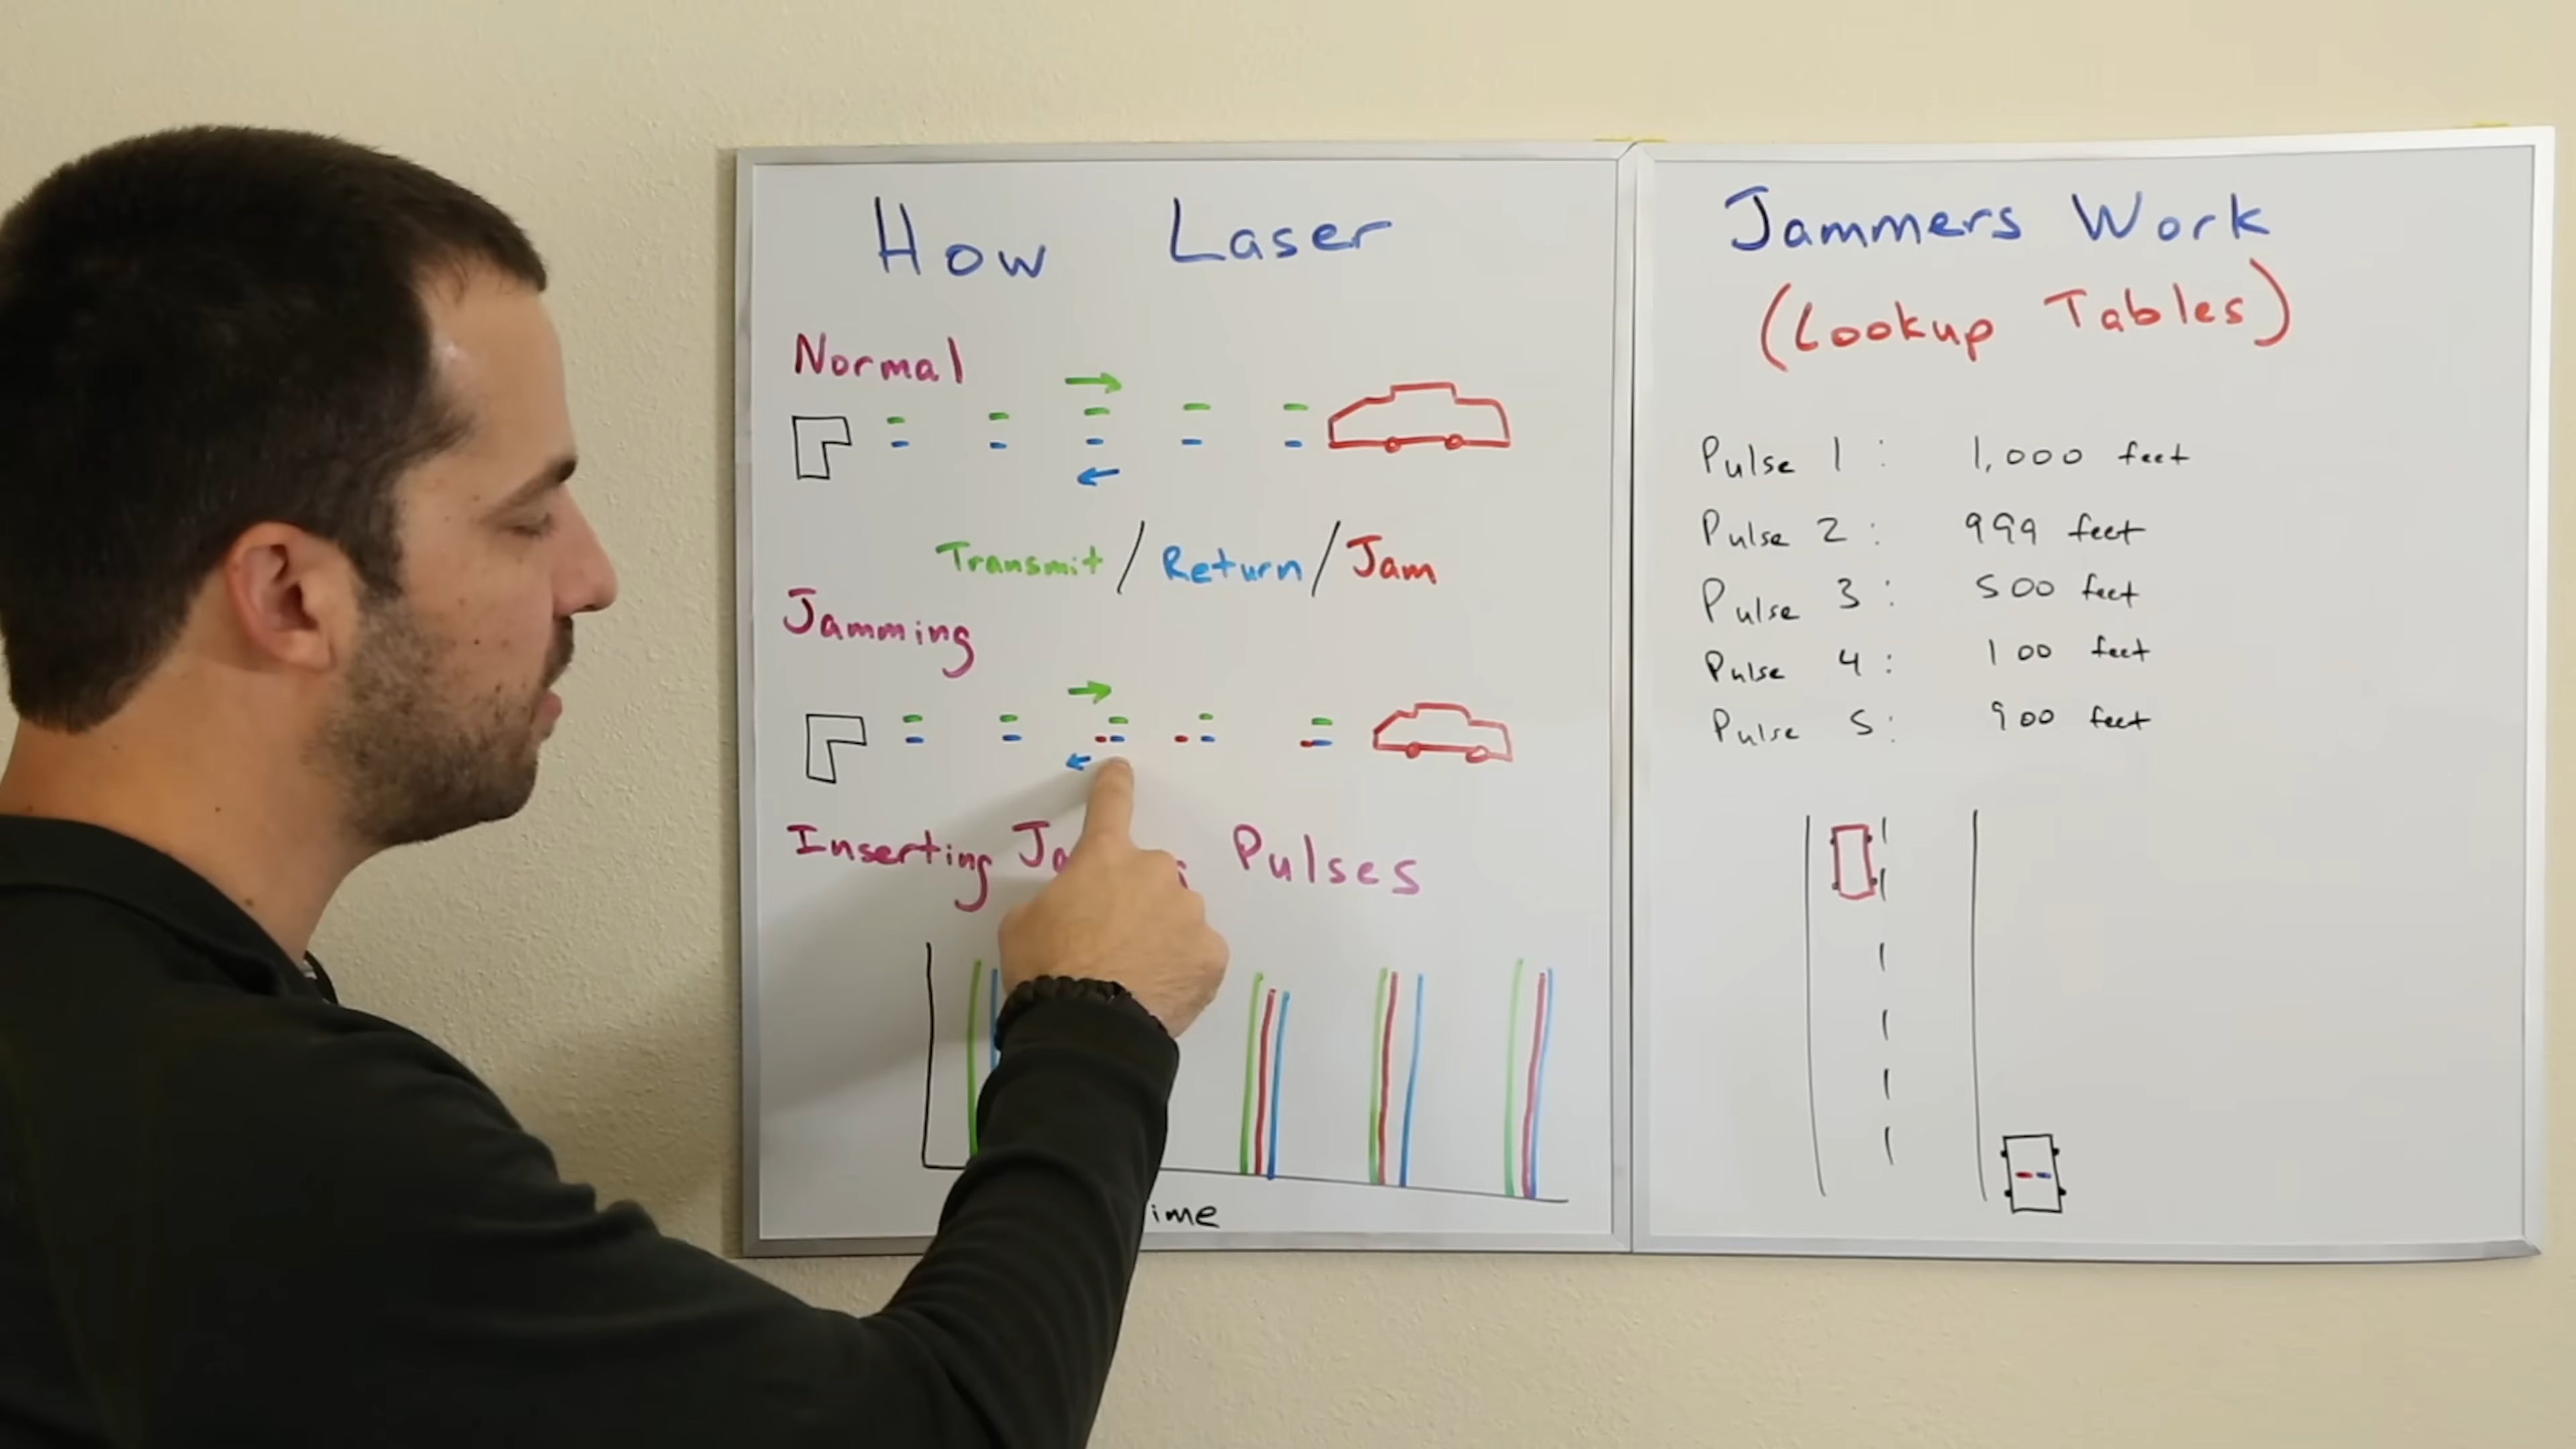 How Laser
Normal
Transmit / Return / Jam
Jamming
Inserting Pulses
Jammers Work
(Lookup Tables)
Pulse 1 : 1,000 feet
Pulse 2 : 999 feet
Pulse 3 : 500 feet
Pulse 4 : 100 feet
Pulse 5 : 900 feet